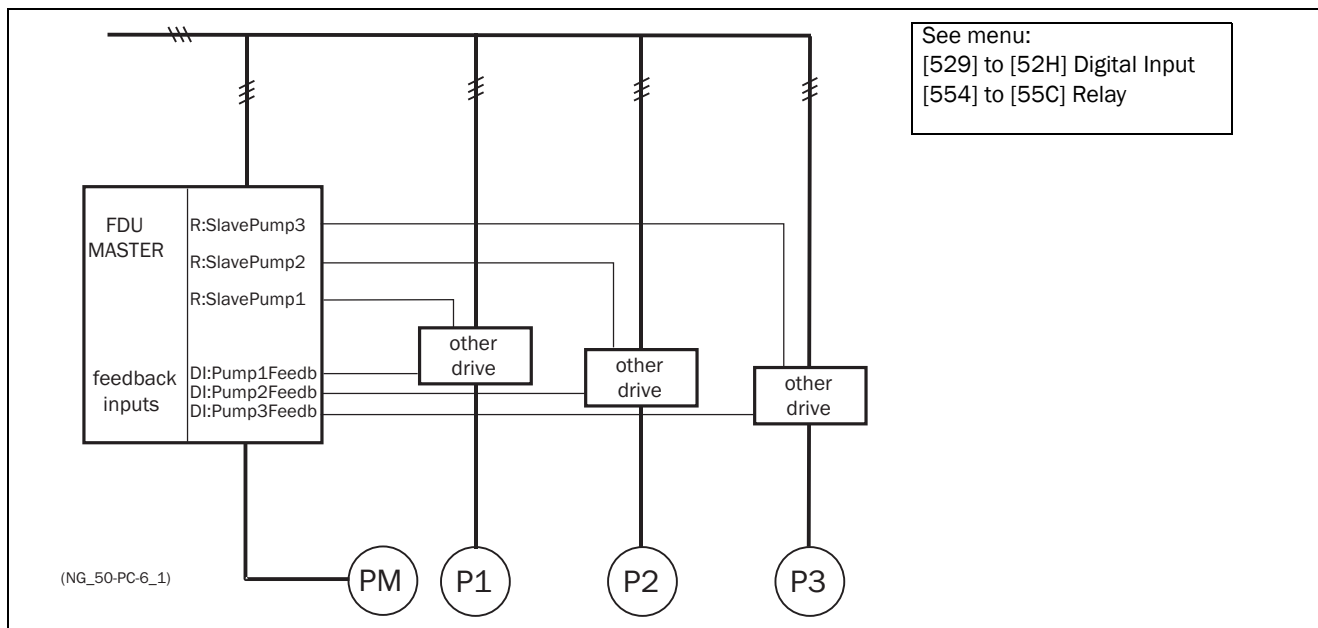 See menu:
[529] to [52H] Digital Input
[554] to [55C] Relay
FDU
MASTER
R:SlavePump3
R:SlavePump2
R:SlavePump1
feedback
inputs
DI:Pump1Feedb
DI:Pump2Feedb
DI:Pump3Feedb
other
drive
other
drive
other
drive
(NG_50-PC-6_1)
PM
P1
P2
P3